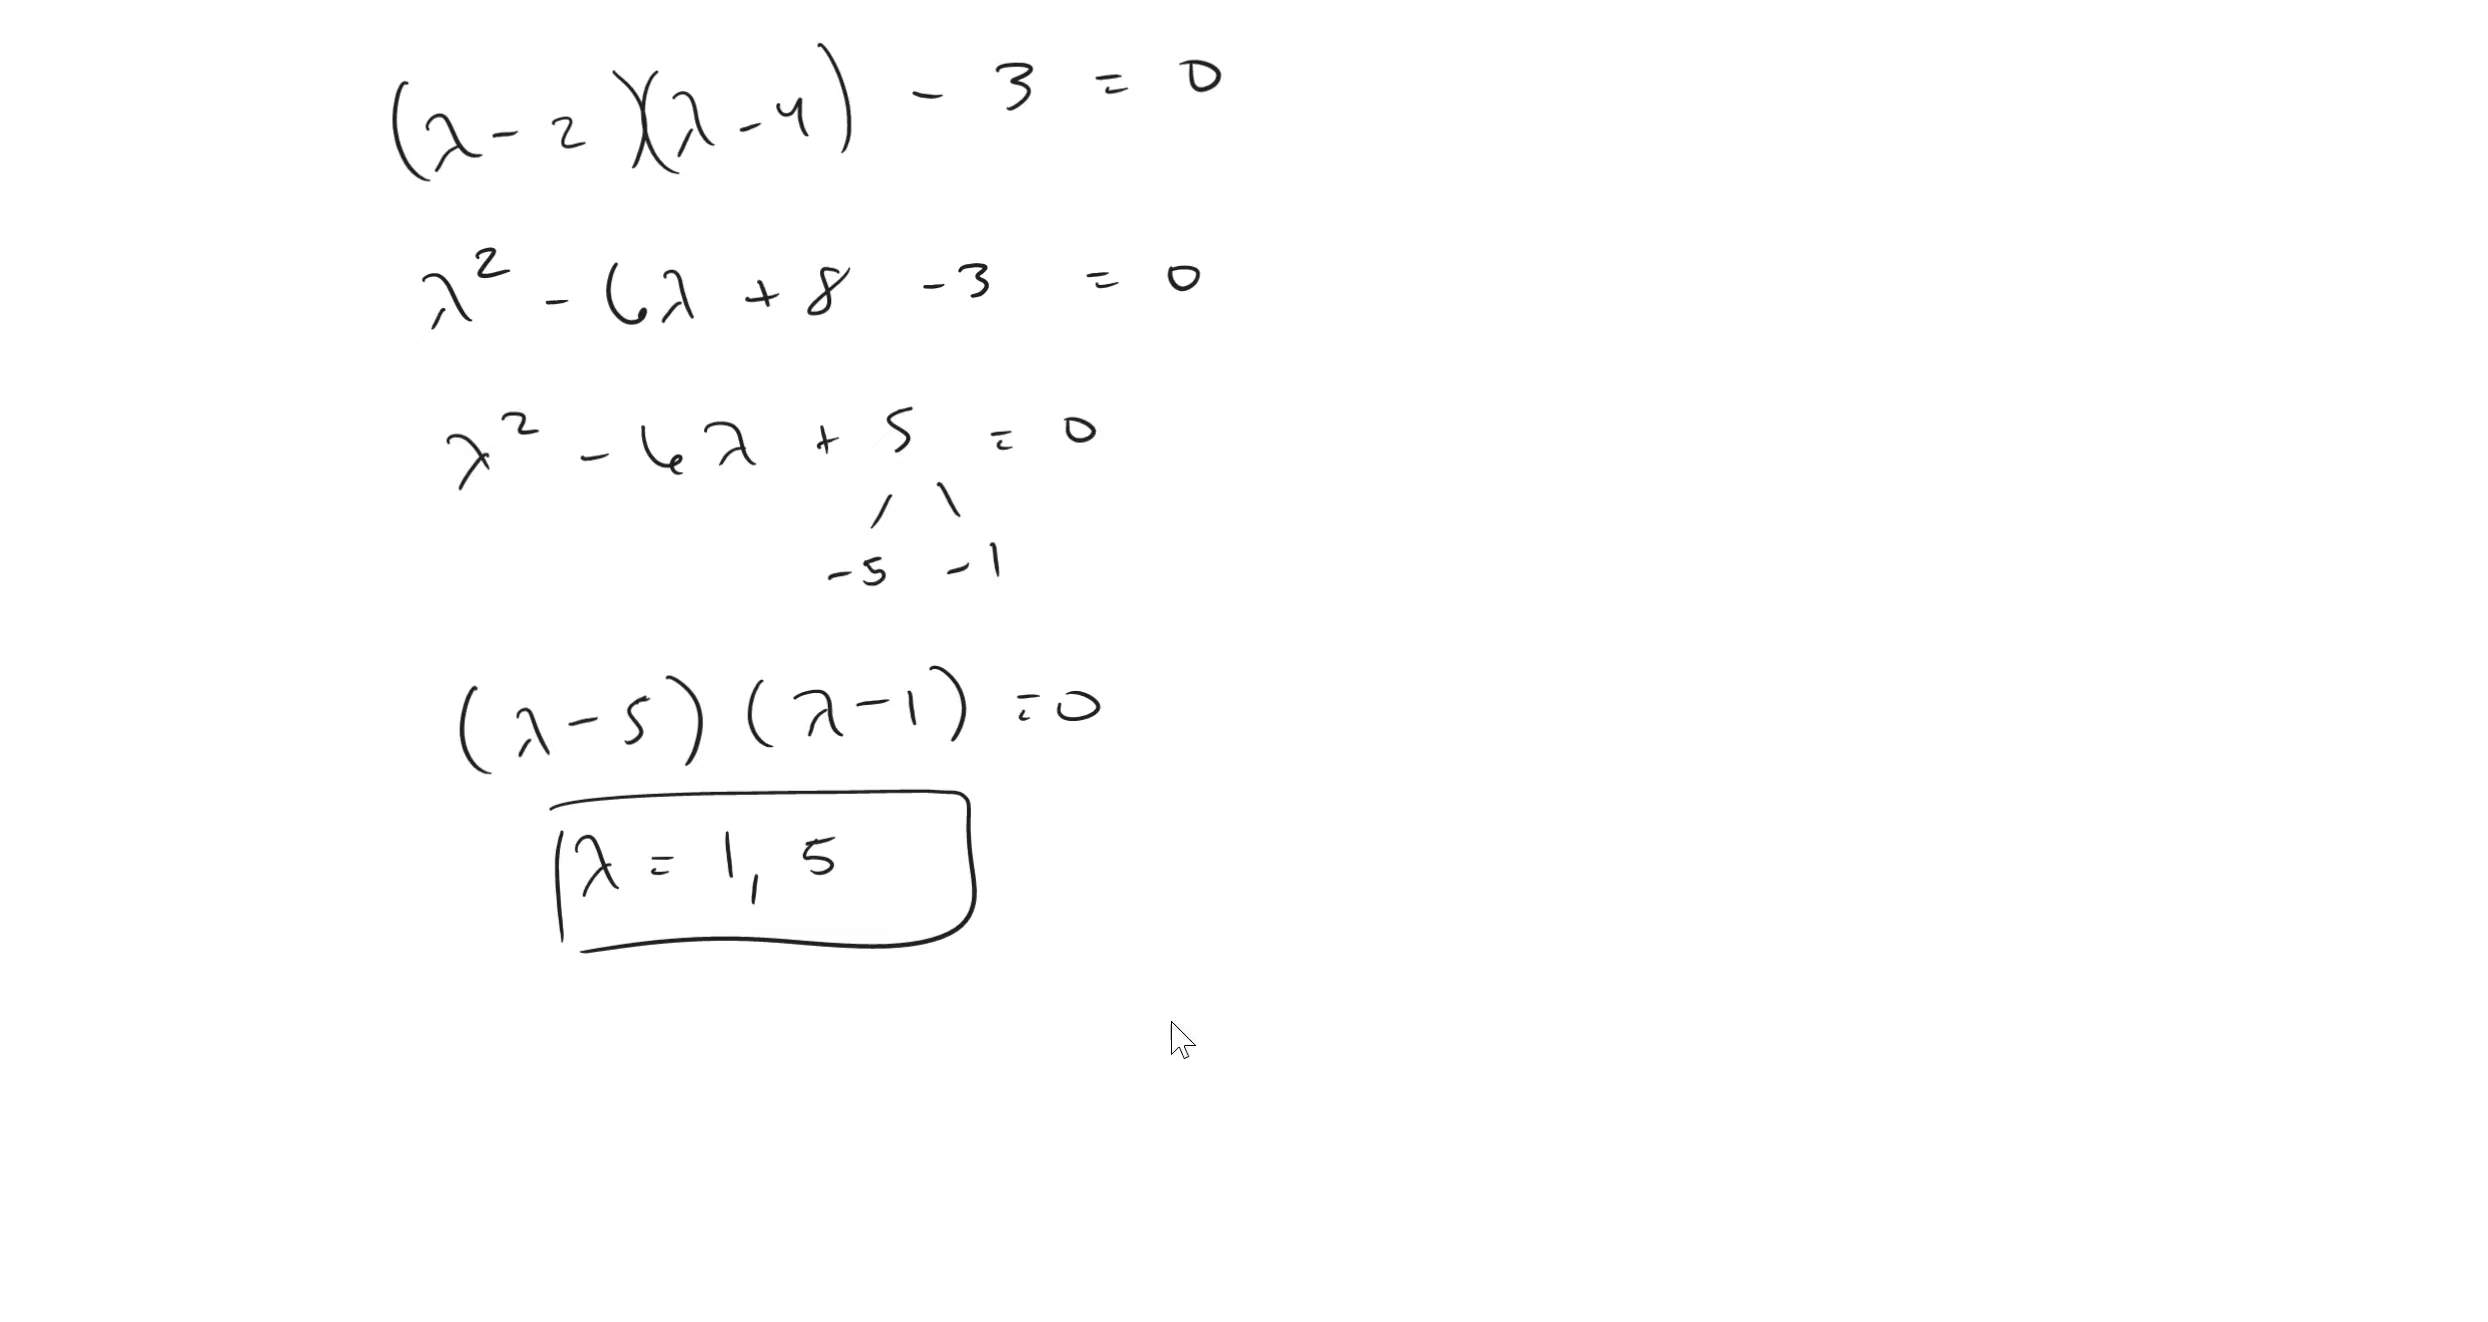 (λ - 2)(λ - 4) - 3 = 0
λ² - 6λ + 8 - 3 = 0
λ² - 6λ + 5 = 0
-5 -1
(λ - 5)(λ - 1) = 0
λ = 1, 5